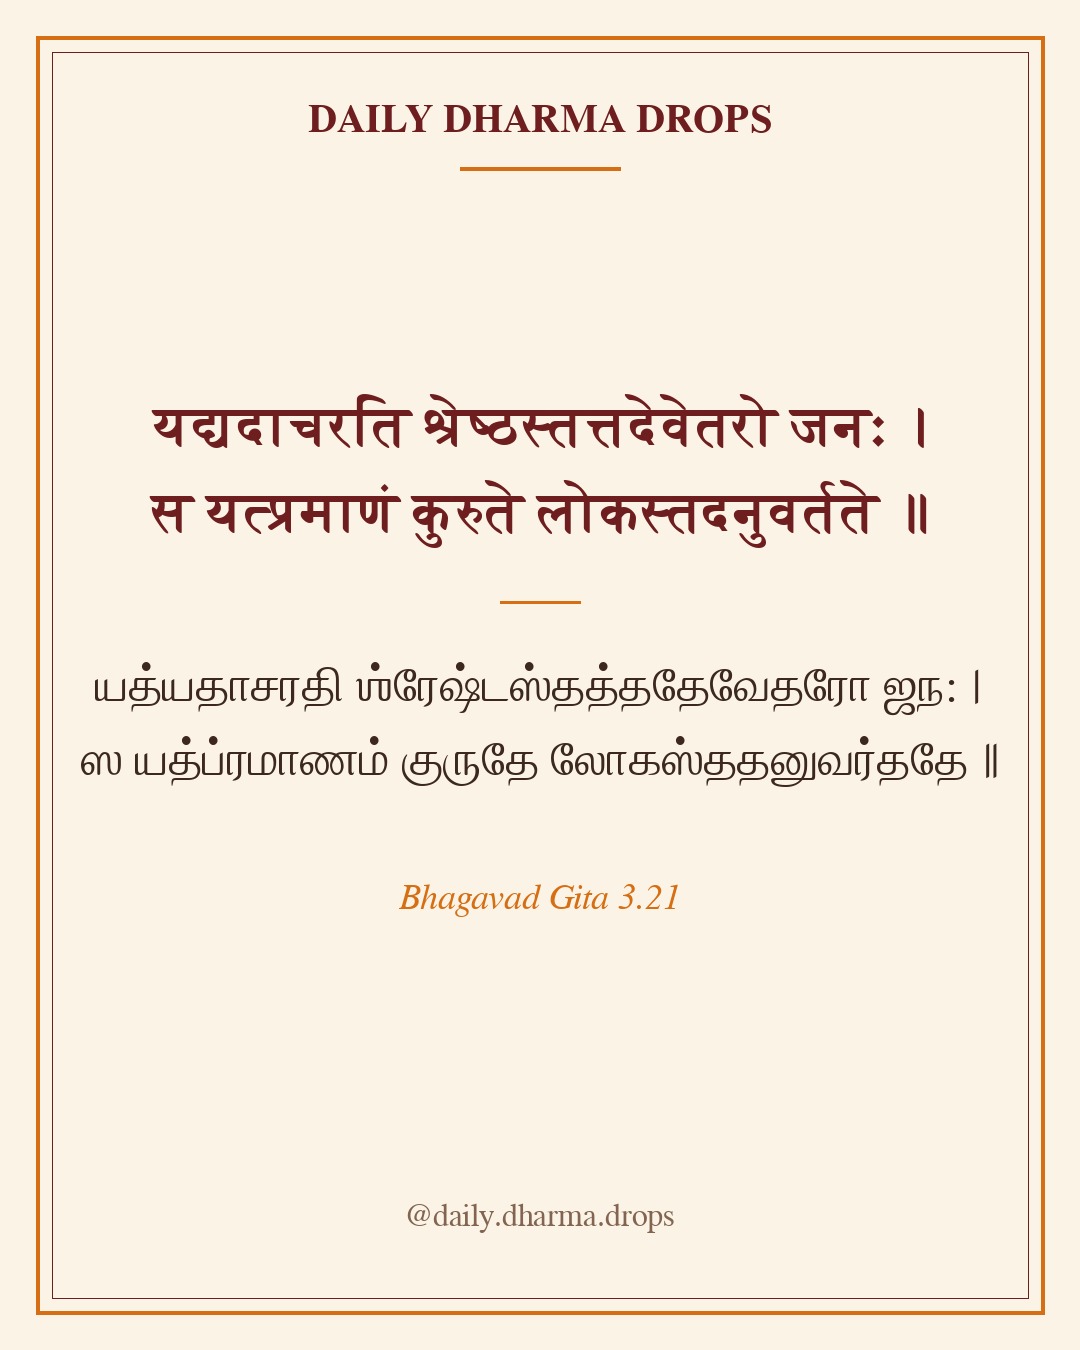 DAILY DHARMA DROPS
यद्यदाचरति श्रेष्ठस्तत्तदेवेतरो जनः ।
स यत्प्रमाणं कुरुते लोकस्तदनुवर्तते ॥
யத்யதாசரதி ஶ்ரேஷ்டஸ்தத்ததேவேதரோ ஜந: ।
ஸ யத்ப்ரமாணம் குருதே லோகஸ்ததனுவர்ததே ॥
Bhagavad Gita 3.21
@daily.dharma.drops